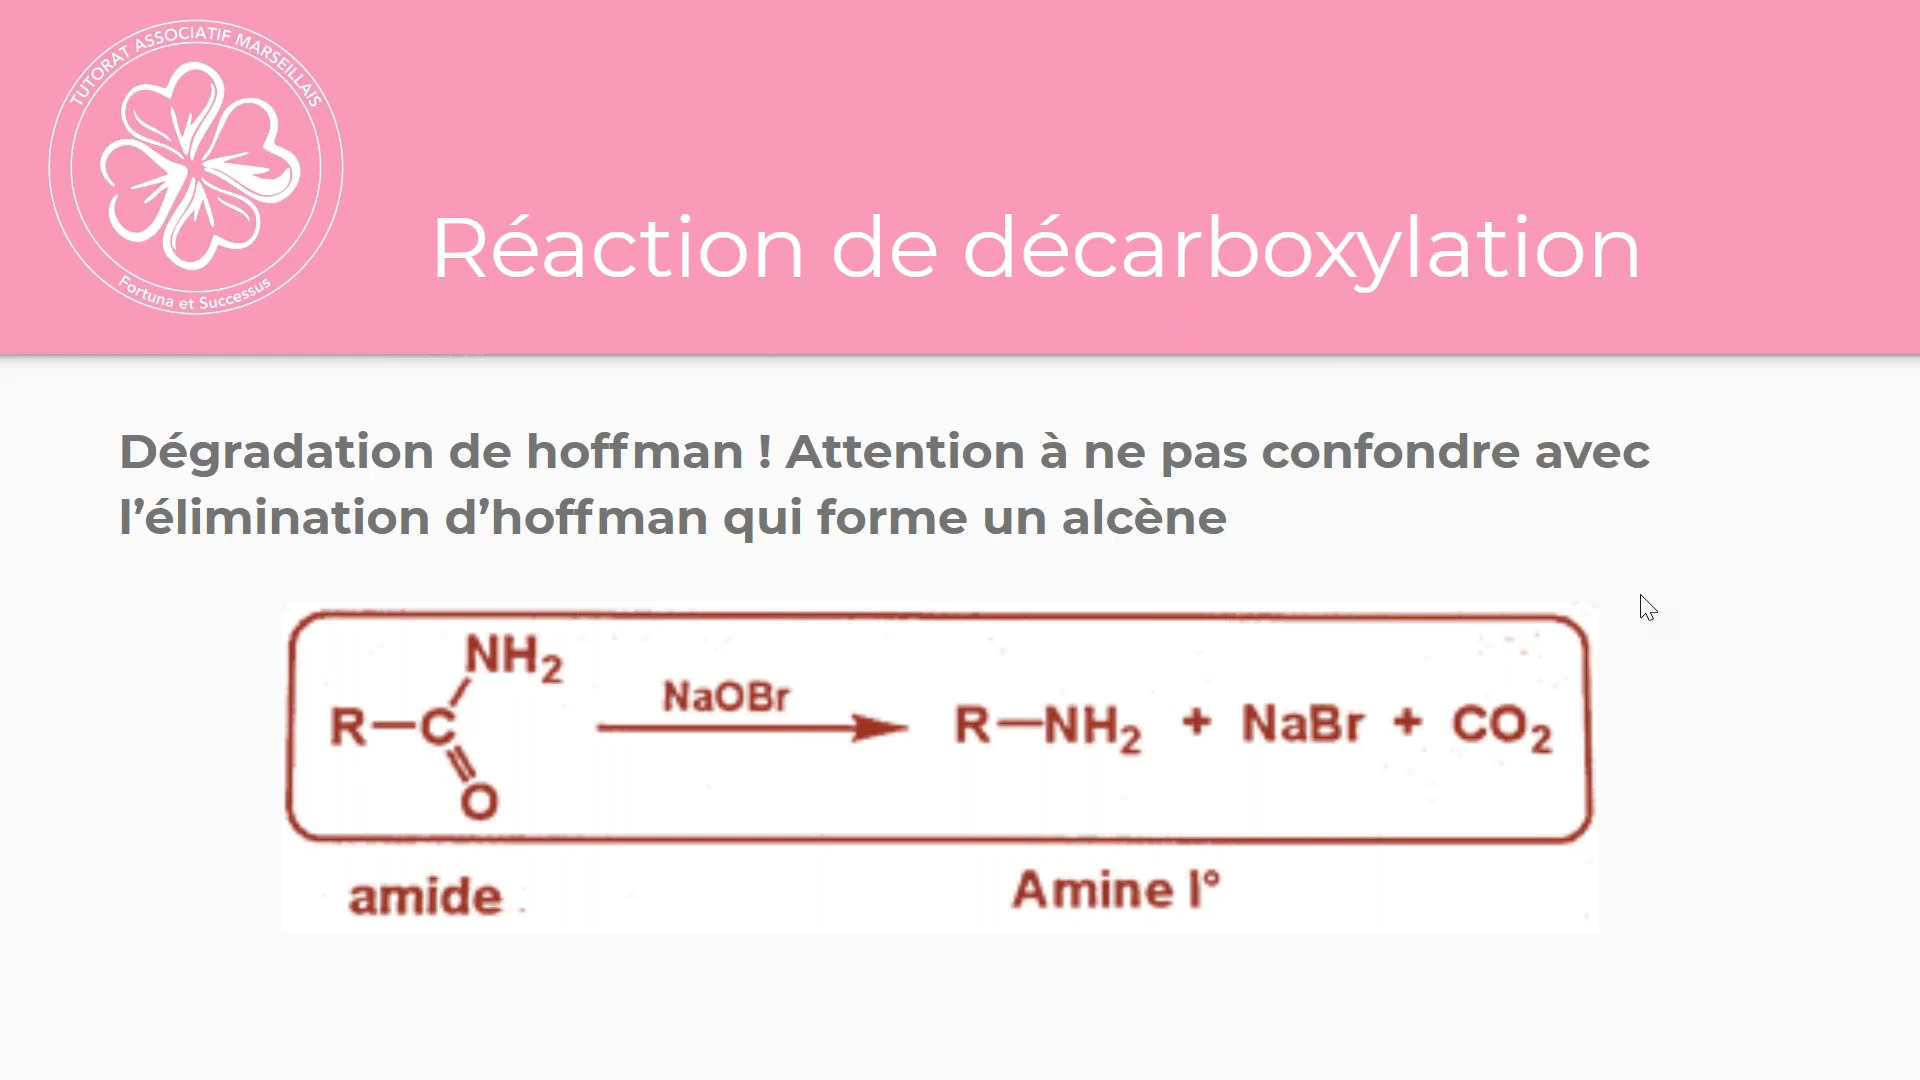 TUTORAT ASSOCIATIF MARSEILLAIS
Fortuna et Successus
Réaction de décarboxylation
Dégradation de hoffman ! Attention à ne pas confondre avec
l’élimination d’hoffman qui forme un alcène
NH₂
R—C
O
NaOBr
R—NH₂ + NaBr + CO₂
amide
Amine I°